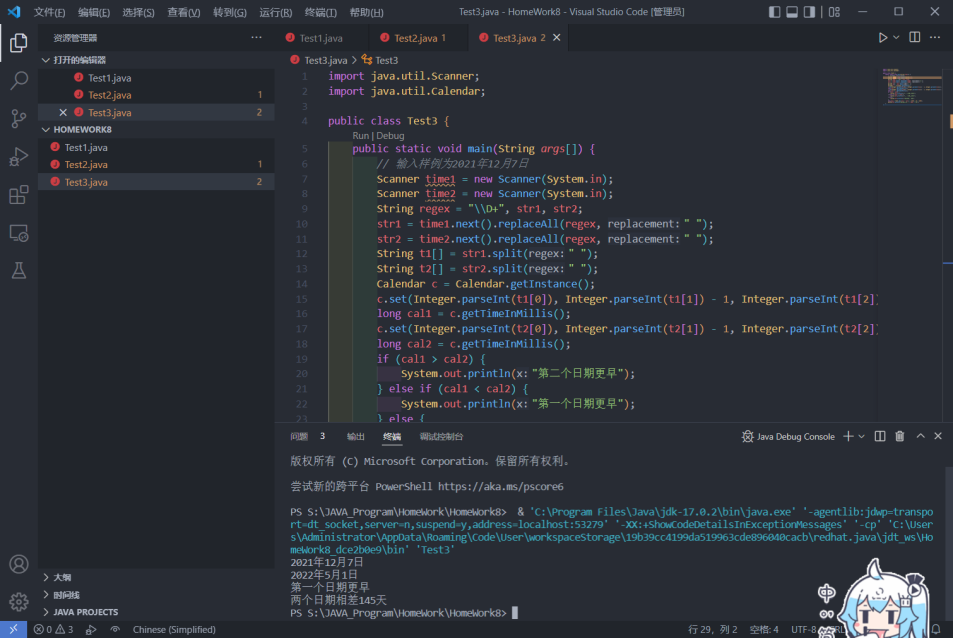 文件(F) 编辑(E) 选择(S) 查看(V) 转到(G) 运行(R) 终端(T) 帮助(H) Test3.java - HomeWork8 - Visual Studio Code [管理员]
资源管理器
Test1.java Test2.java 1 Test3.java 2
打开的编辑器
Test1.java
Test2.java 1
Test3.java 2
HOMEWORK8
Test1.java
Test2.java 1
Test3.java 2
大纲
时间线
JAVA PROJECTS
Test3.java > Test3
1 import java.util.Scanner;
2 import java.util.Calendar;
3
4 public class Test3 {
Run | Debug
5 public static void main(String args[]) {
6 // 输入样例为2021年12月7日
7 Scanner time1 = new Scanner(System.in);
8 Scanner time2 = new Scanner(System.in);
9 String regex = "\\D+", str1, str2;
10 str1 = time1.next().replaceAll(regex, replacement: " ");
11 str2 = time2.next().replaceAll(regex, replacement: " ");
12 String t1[] = str1.split(regex: " ");
13 String t2[] = str2.split(regex: " ");
14 Calendar c = Calendar.getInstance();
15 c.set(Integer.parseInt(t1[0]), Integer.parseInt(t1[1]) - 1, Integer.parseInt(t1[2]
16 long cal1 = c.getTimeInMillis();
17 c.set(Integer.parseInt(t2[0]), Integer.parseInt(t2[1]) - 1, Integer.parseInt(t2[2]
18 long cal2 = c.getTimeInMillis();
19 if (cal1 > cal2) {
20 System.out.println(x: "第二个日期更早");
21 } else if (cal1 < cal2) {
22 System.out.println(x: "第一个日期更早");
23 } else {
问题 3 输出 终端 调试控制台 Java Debug Console
版权所有 (C) Microsoft Corporation。保留所有权利。
尝试新的跨平台 PowerShell https://aka.ms/pscore6
PS S:\JAVA_Program\HomeWork\HomeWork8> & 'C:\Program Files\Java\jdk-17.0.2\bin\java.exe' '-agentlib:jdwp=transpo
rt=dt_socket,server=n,suspend=y,address=localhost:53279' '-XX:+ShowCodeDetailsInExceptionMessages' '-cp' 'C:\User
s\Administrator\AppData\Roaming\Code\User\workspaceStorage\19b39cc4199da519963cde896040cacb\redhat.java\jdt_ws\Ho
meWork8_dce2b0e9\bin' 'Test3'
2021年12月7日
2022年5月1日
第一个日期更早
两个日期相差145天
PS S:\JAVA_Program\HomeWork\HomeWork8>
中
0 3 Chinese (Simplified) 行 29，列 2 空格: 4 UTF-8